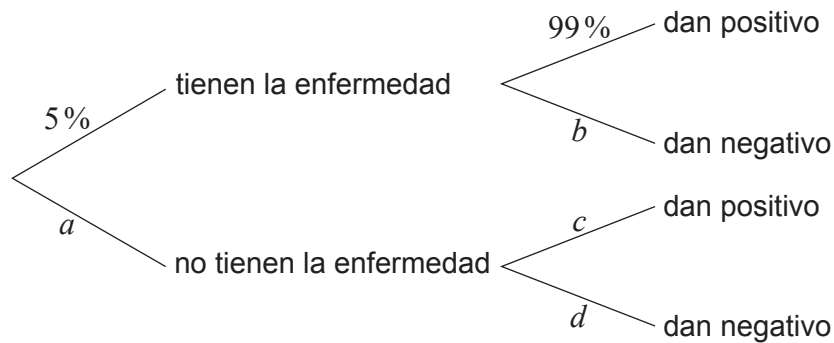 99 %
dan positivo
tienen la enfermedad
5 %
b
dan negativo
a
c
dan positivo
no tienen la enfermedad
d
dan negativo